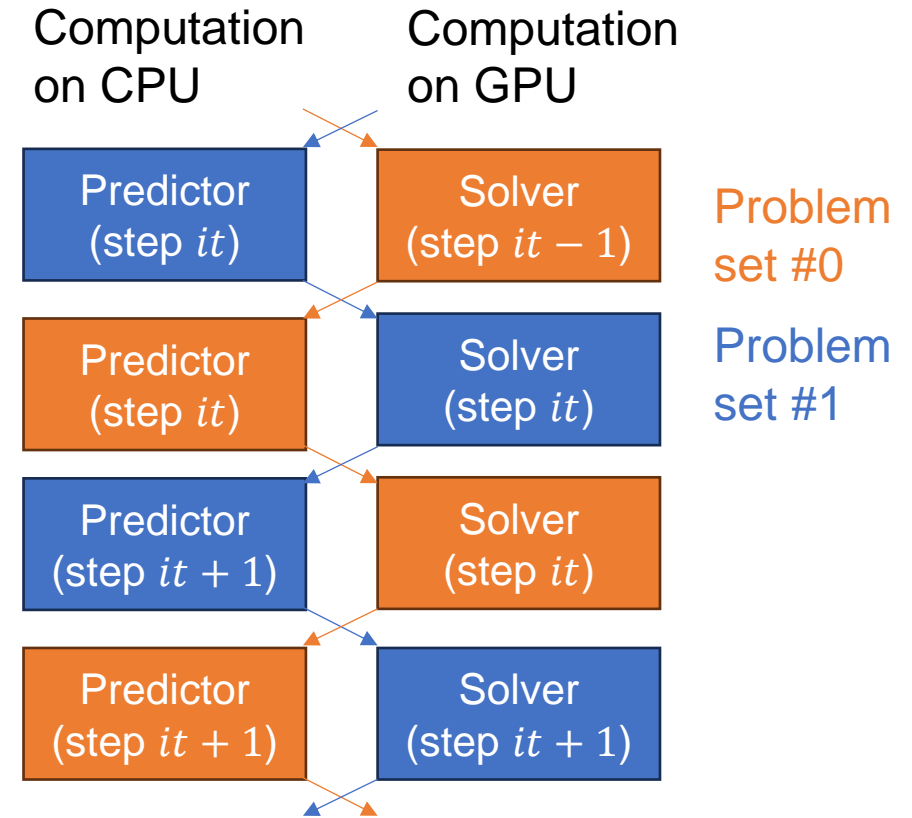 Computation
on CPU
Computation
on GPU
Predictor
(step it)
Solver
(step it − 1)
Problem
set #0
Predictor
(step it)
Solver
(step it)
Problem
set #1
Predictor
(step it + 1)
Solver
(step it)
Predictor
(step it + 1)
Solver
(step it + 1)